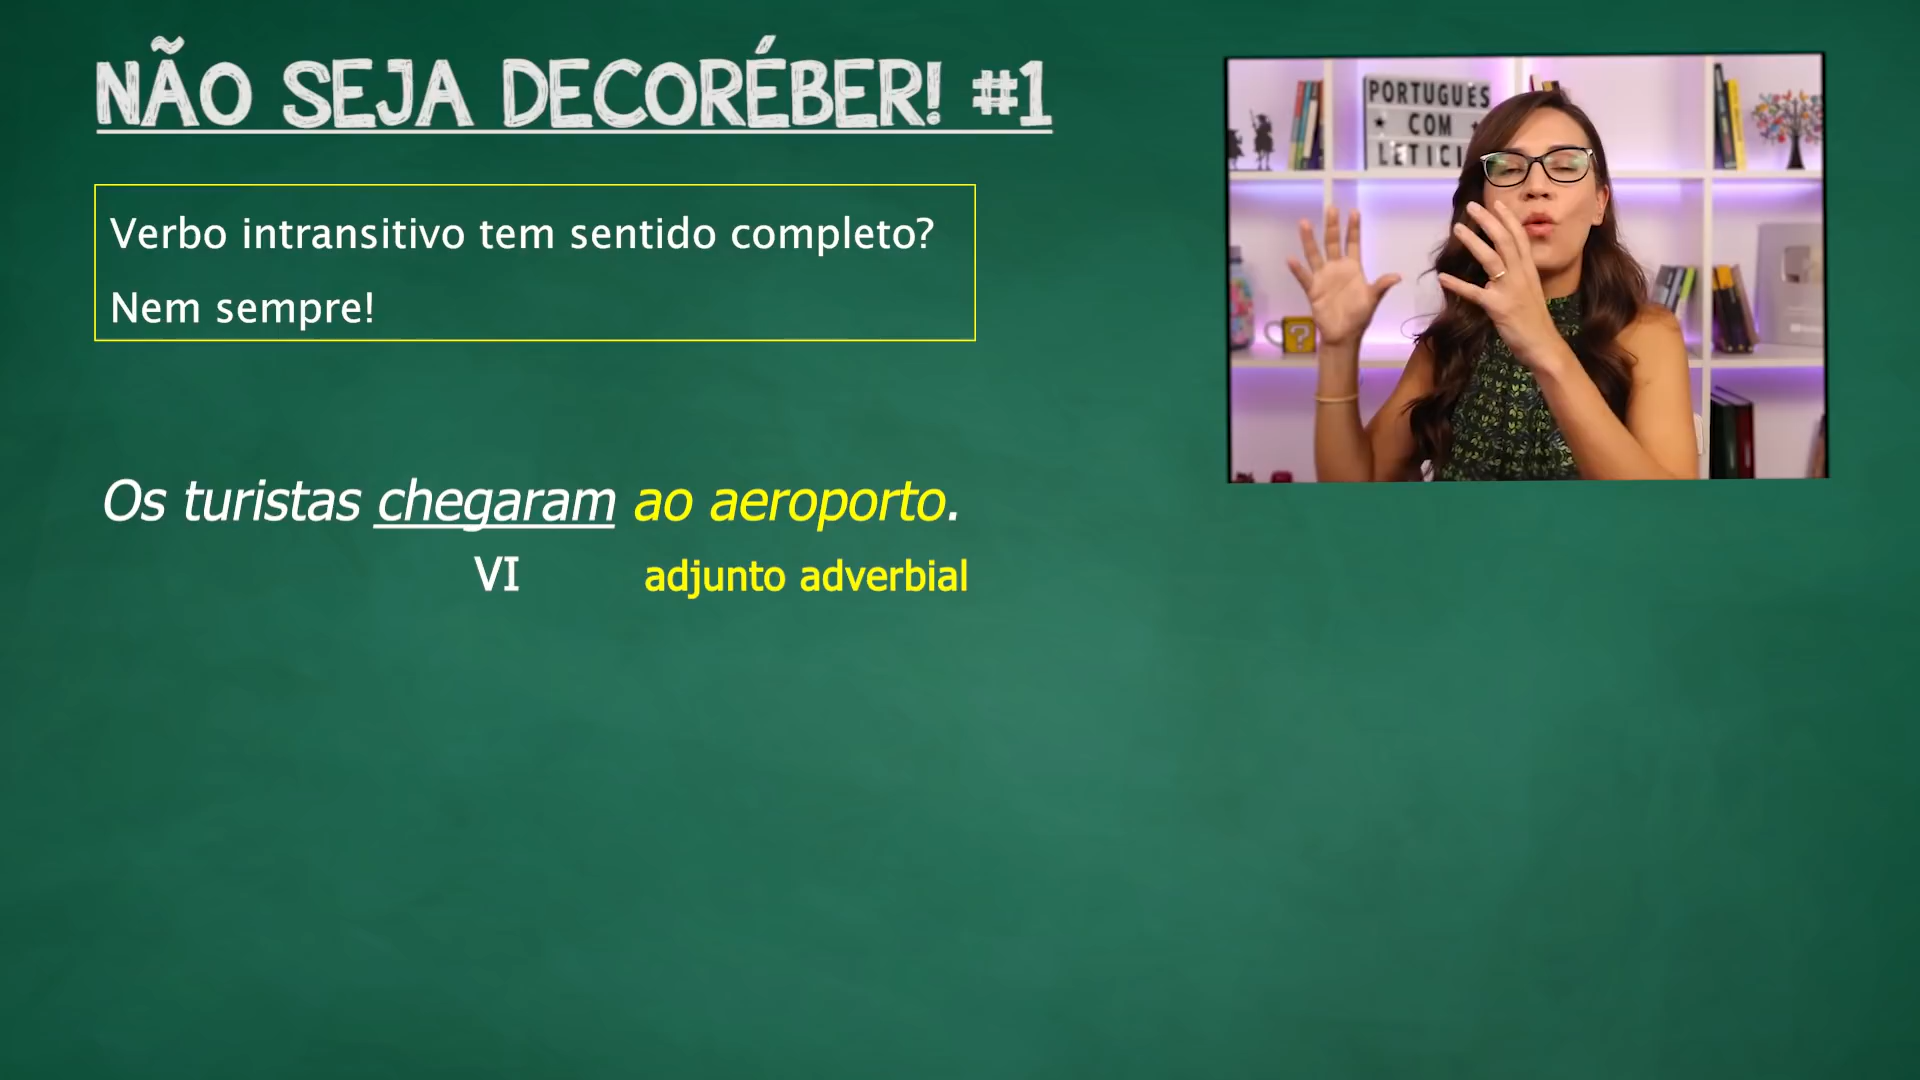 NÃO SEJA DECORÉBER! #1
Verbo intransitivo tem sentido completo?
Nem sempre!
Os turistas chegaram ao aeroporto.
VI adjunto adverbial
PORTUGUÊS
COM
LETICI
?